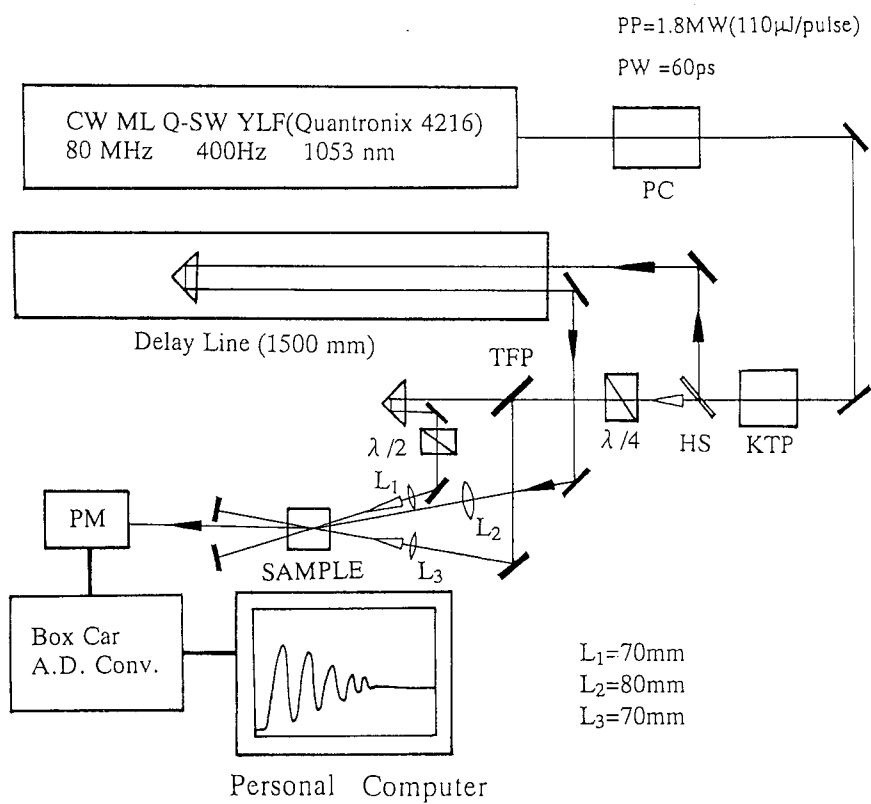 PP=1.8MW(110μJ/pulse)
PW =60ps
CW ML Q-SW YLF(Quantronix 4216)
80 MHz 400Hz 1053 nm
PC
Delay Line (1500 mm)
TFP
λ/2
λ/4
HS
KTP
L1
L2
PM
SAMPLE
L3
Box Car
A.D. Conv.
L1=70mm
L2=80mm
L3=70mm
Personal Computer